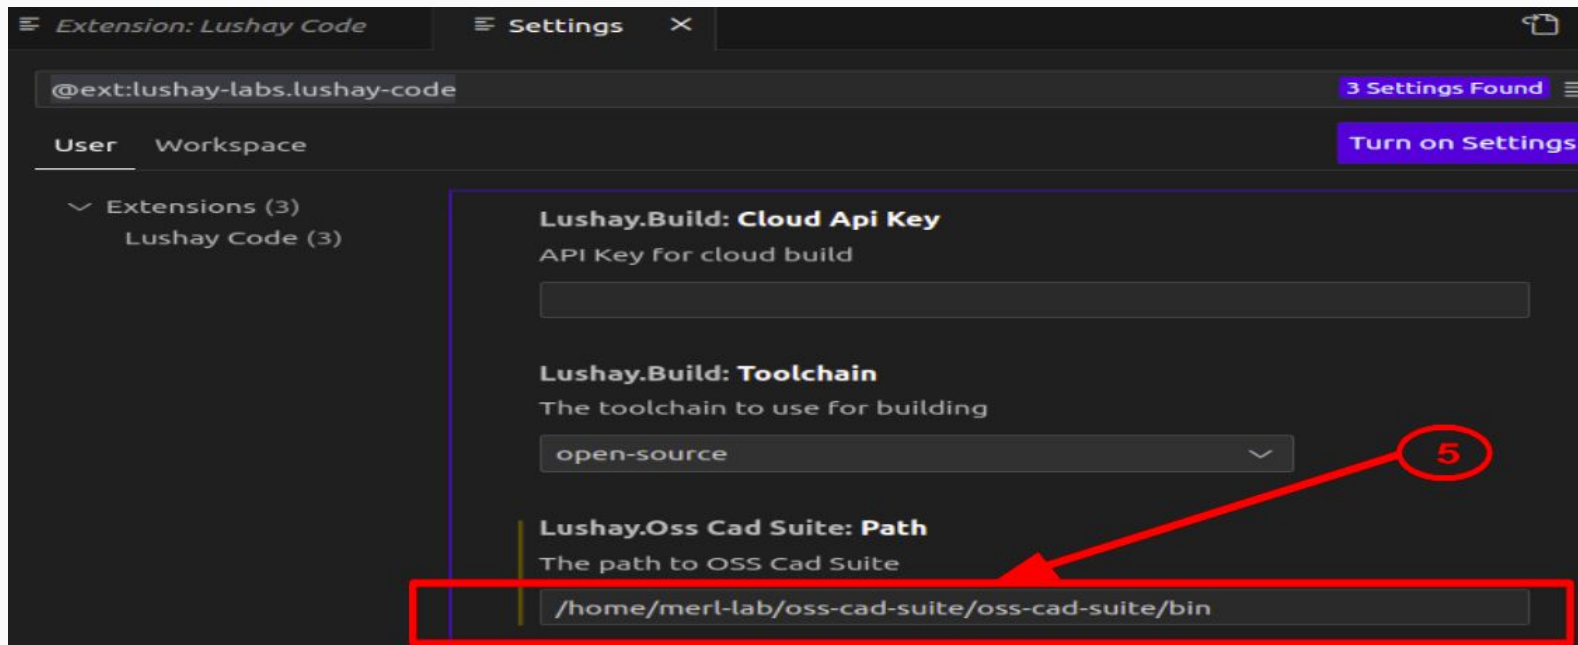 Extension: Lushay Code
Settings
@ext:lushay-labs.lushay-code
3 Settings Found
User Workspace
Turn on Settings
Extensions (3)
Lushay Code (3)
Lushay.Build: Cloud Api Key
API Key for cloud build
Lushay.Build: Toolchain
The toolchain to use for building
open-source
5
Lushay.Oss Cad Suite: Path
The path to OSS Cad Suite
/home/merl-lab/oss-cad-suite/oss-cad-suite/bin